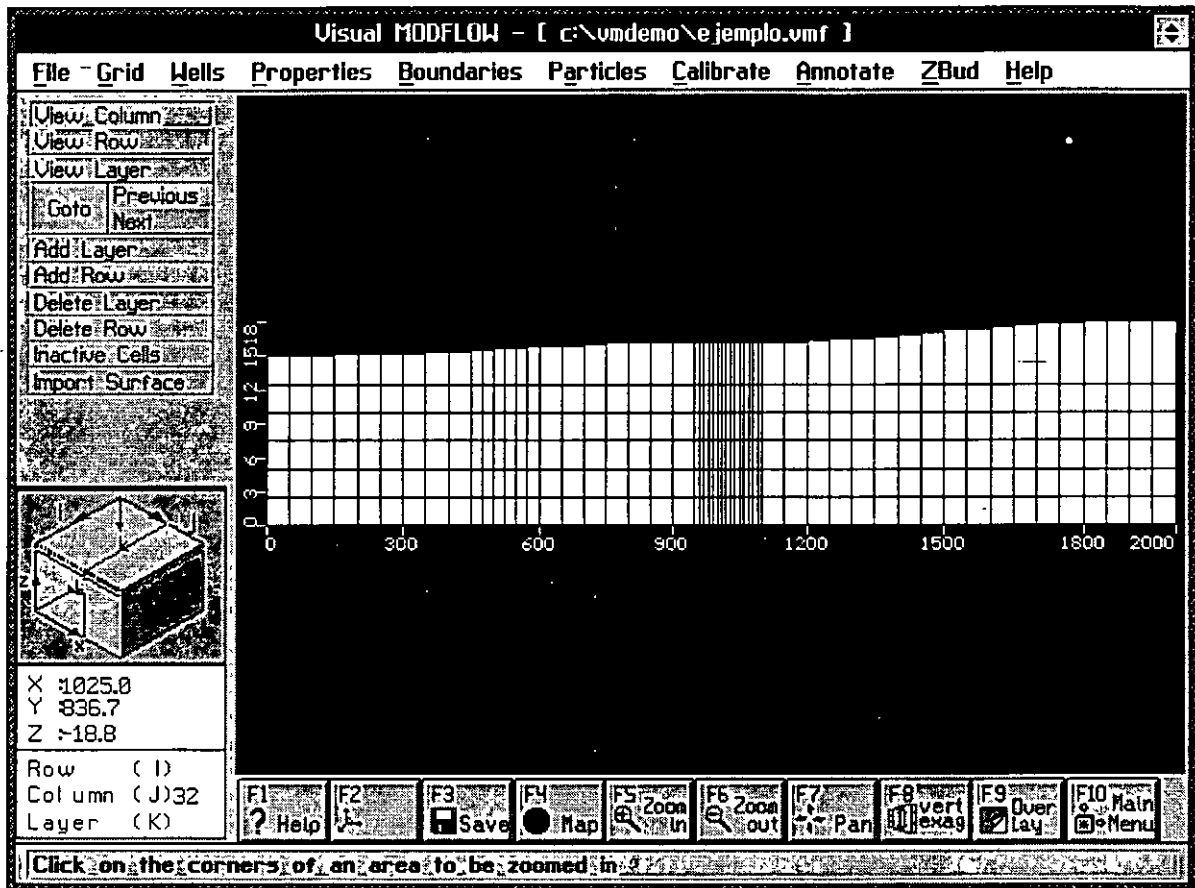 Visual MODFLOW - [ c:\vmdemo\ejemplo.vmf ]
File Grid Wells Properties Boundaries Particles Calibrate Annotate ZBud Help
View Column
View Row
View Layer
Goto Previous
Next
Add Layer
Add Row
Delete Layer
Delete Row
Inactive Cells
Import Surface
18
15
12
9
6
3
0
0 300 600 900 1200 1500 1800 2000
Z
X
X :1025.0
Y :836.7
Z :-18.8
Row (I)
Column (J)32
Layer (K)
F1 ? Help
F2
F3 Save
F4 Map
F5 Zoom In
F6 Zoom out
F7 Pan
F8 vert exag
F9 Over lay
F10 Main Menu
Click on the corners of an area to be zoomed in